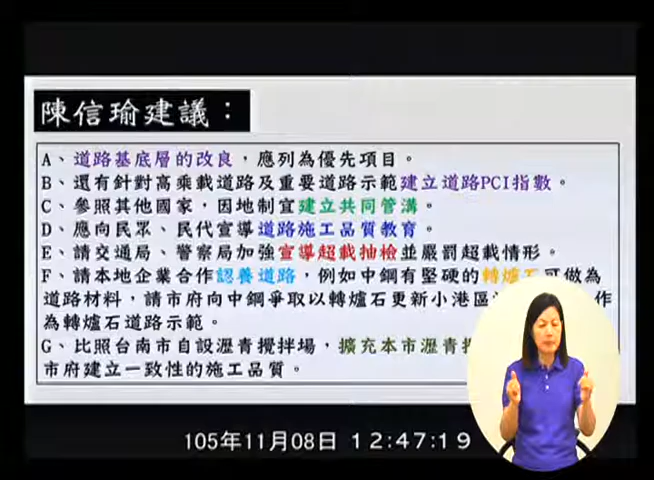 陳信瑜建議：
A、道路基底層的改良，應列為優先項目。
B、還有針對高乘載道路及重要道路示範建立道路PCI指數。
C、參照其他國家，因地制宜建立共同管溝。
D、應向民眾、民代宣導道路施工品質教育。
E、請交通局、警察局加強宣導超載抽檢並嚴罰超載情形。
F、請本地企業合作認養道路，例如中鋼有堅硬的轉爐石可做為
道路材料，請市府向中鋼爭取以轉爐石更新小港區 作
為轉爐石道路示範。
G、比照台南市自設瀝青攪拌場，擴充本市瀝青
市府建立一致性的施工品質。
105年11月08日 12:47:19